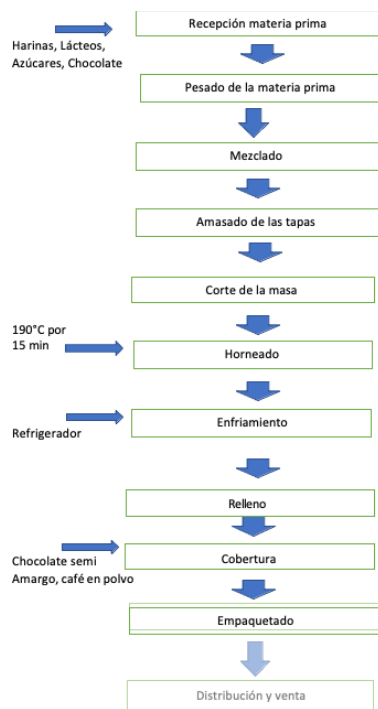 Recepción materia prima
Harinas, Lácteos,
Azúcares, Chocolate
Pesado de la materia prima
Mezclado
Amasado de las tapas
Corte de la masa
190°C por
15 min
Horneado
Enfriamiento
Refrigerador
Relleno
Cobertura
Chocolate semi
Amargo, café en polvo
Empaquetado
Distribución y venta